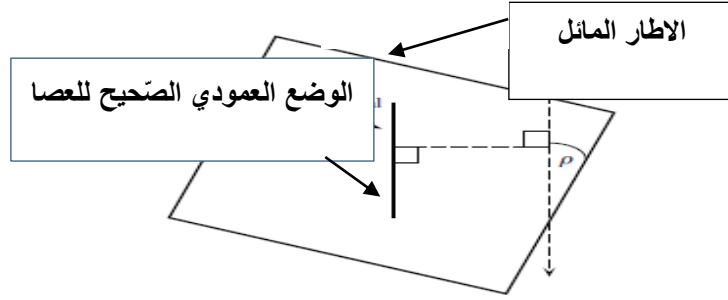 الاطار المائل
الوضع العمودي الصّحيح للعصا
ρ